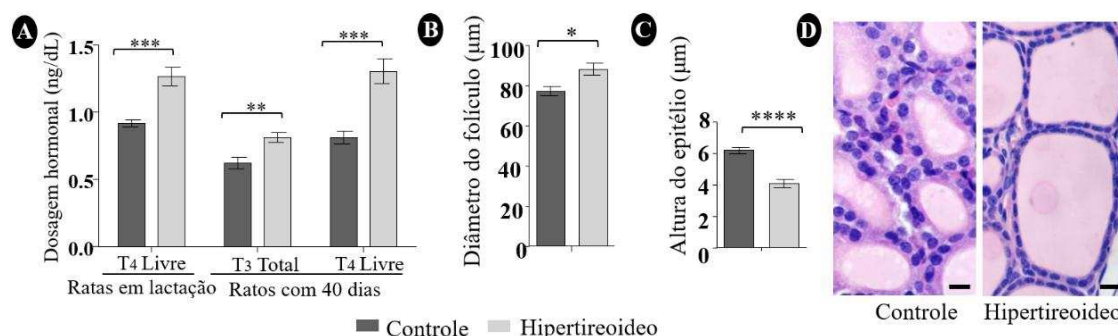 A
Dosagem hormonal (ng/dL)
1.5
1.0
0.5
0.0
***
**
***
T4 Livre
T3 Total
T4 Livre
Ratas em lactação
Ratos com 40 dias
B
Diâmetro do folículo (µm)
100
80
60
40
20
0
*
C
Altura do epitélio (µm)
8
6
4
2
0
****
D
Controle
Hipertireoideo
Controle
Hipertireoideo